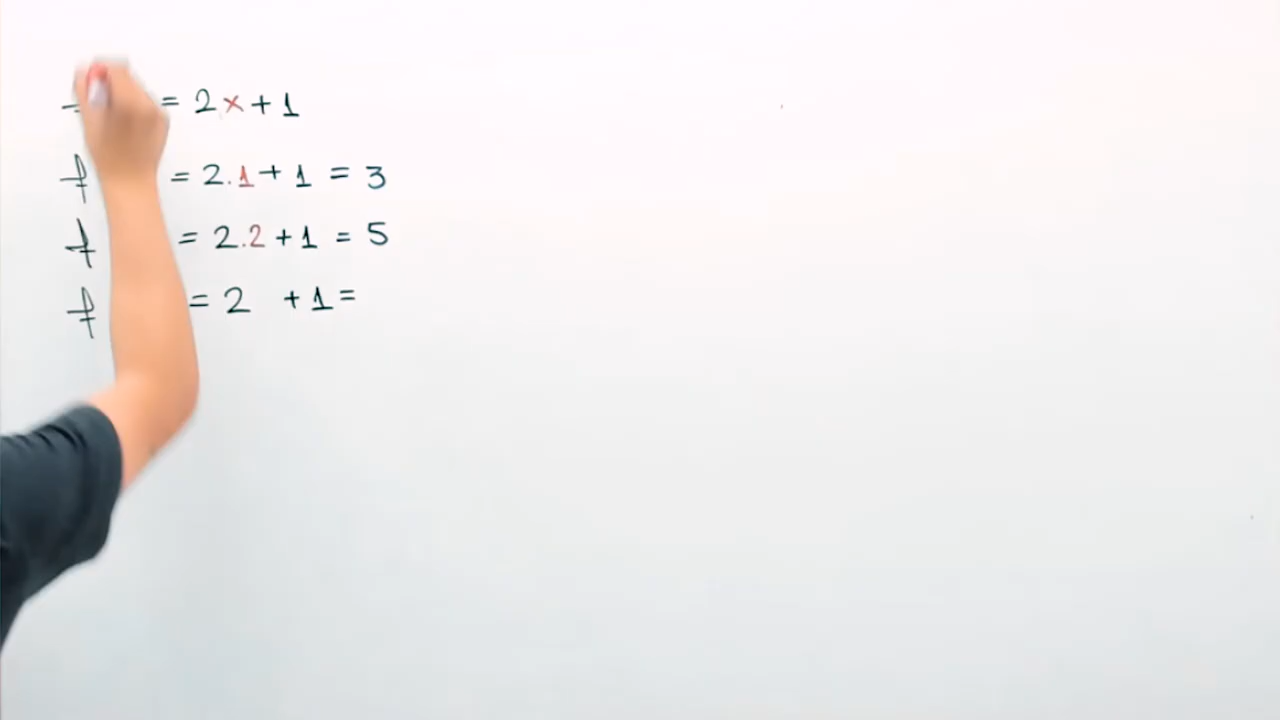 = 2x+1
f = 2.1+1 = 3
f = 2.2+1 = 5
f = 2 +1=